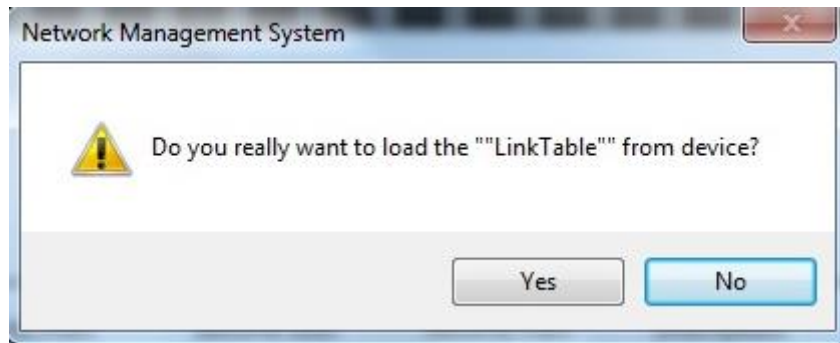 Network Management System
Do you really want to load the ""LinkTable"" from device?
Yes No